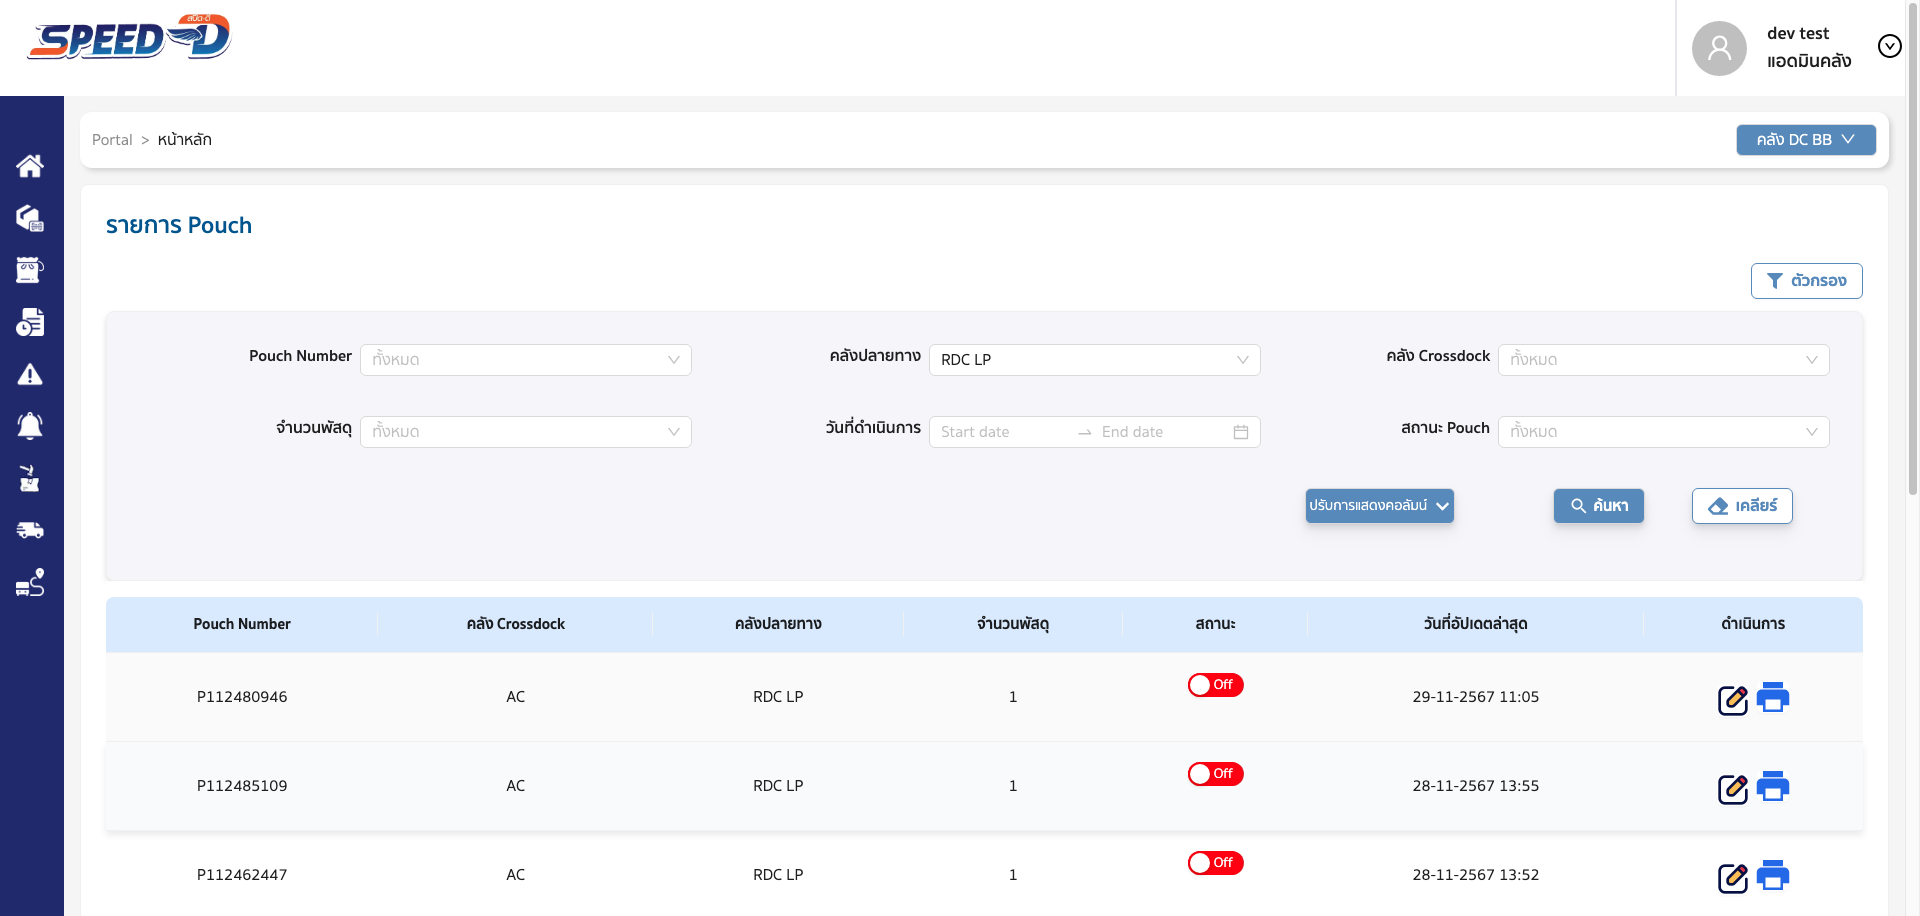 SPEED-D
สปีด-ดี
dev test
แอดมินคลัง
Portal > หน้าหลัก
คลัง DC BB
รายการ Pouch
ตัวกรอง
Pouch Number ทั้งหมด
คลังปลายทาง RDC LP
คลัง Crossdock ทั้งหมด
จำนวนพัสดุ ทั้งหมด
วันที่ดำเนินการ Start date → End date
สถานะ Pouch ทั้งหมด
ปรับการแสดงคอลัมน์
ค้นหา
เคลียร์
Pouch Number คลัง Crossdock คลังปลายทาง จำนวนพัสดุ สถานะ วันที่อัปเดตล่าสุด ดำเนินการ
P112480946 AC RDC LP 1 Off 29-11-2567 11:05
P112485109 AC RDC LP 1 Off 28-11-2567 13:55
P112462447 AC RDC LP 1 Off 28-11-2567 13:52